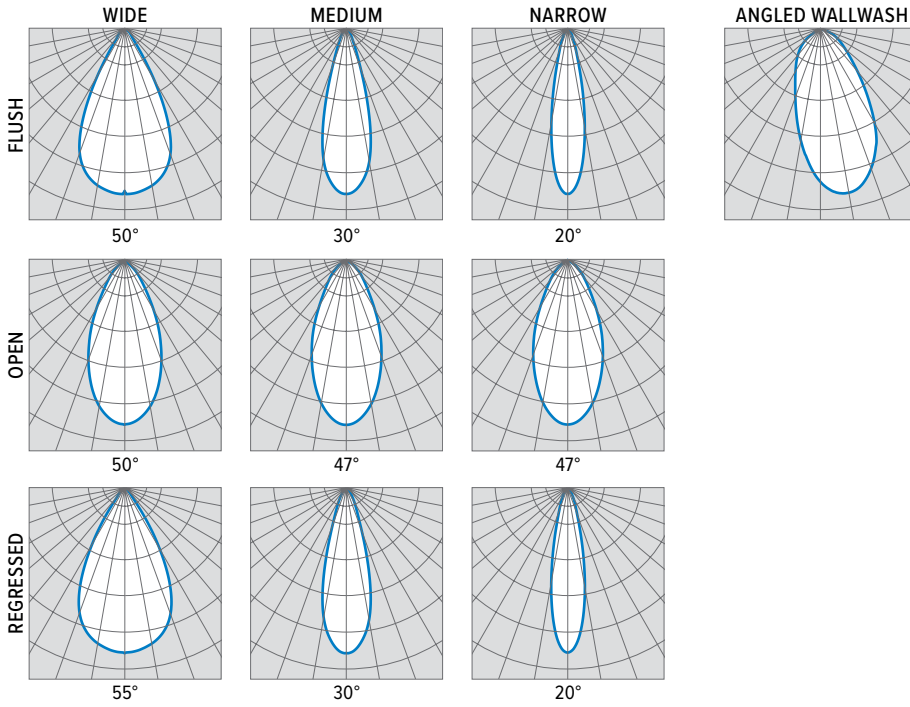 WIDE
MEDIUM
NARROW
ANGLED WALLWASH
FLUSH
50°
30°
20°
OPEN
50°
47°
47°
REGRESSED
55°
30°
20°